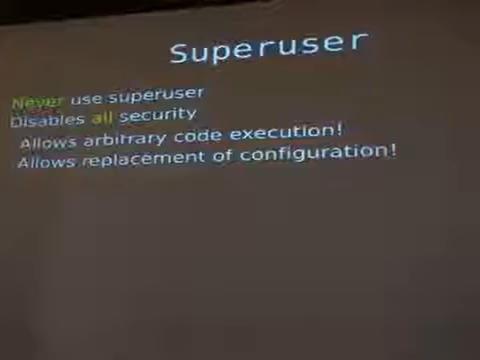 Superuser
Never use superuser
Disables all security
Allows arbitrary code execution!
Allows replacement of configuration!